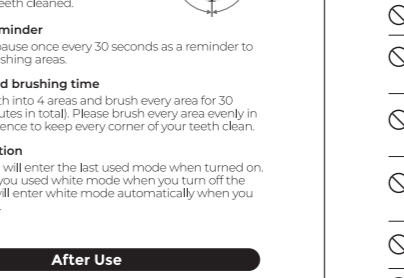 eeth cleaned.
minder
ause once every 30 seconds as a reminder to
shing areas.
d brushing time
th into 4 areas and brush every area for 30
utes in total). Please brush every area evenly in
ence to keep every corner of your teeth clean.
tion
will enter the last used mode when turned on.
you used white mode when you turn off the
will enter white mode automatically when you
After Use